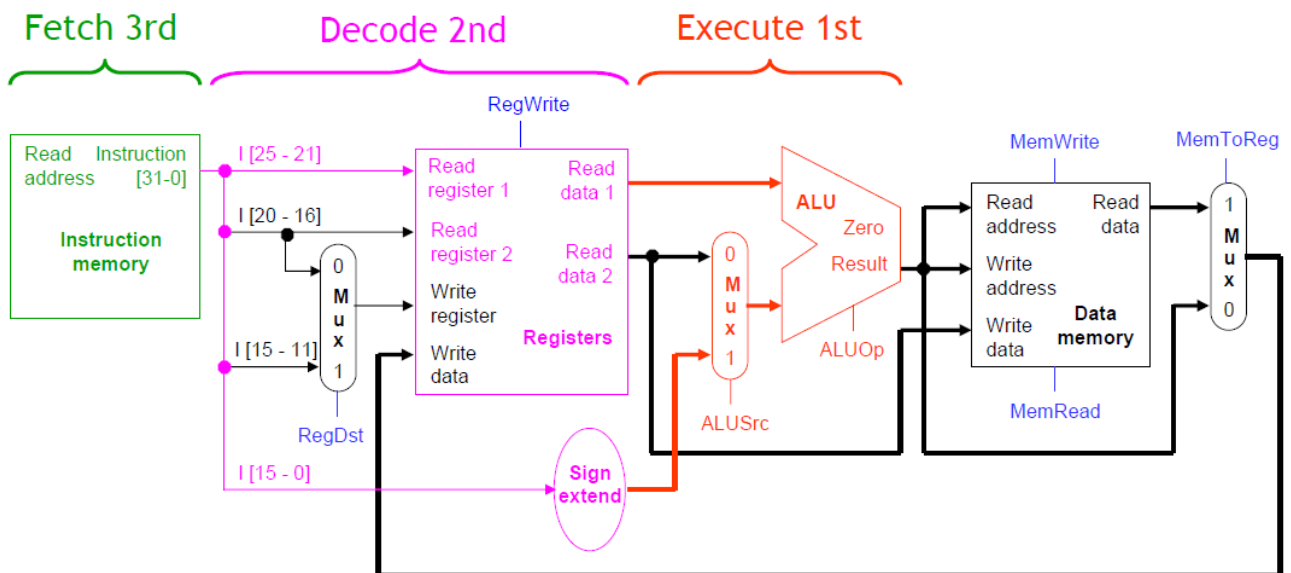 Fetch 3rd
Decode 2nd
Execute 1st
RegWrite
MemWrite
MemToReg
Read Instruction
address [31-0]
Instruction
memory
I [25 - 21]
I [20 - 16]
I [15 - 11]
I [15 - 0]
0
M
u
x
1
RegDst
Read
register 1
Read
data 1
Read
register 2
Read
data 2
Write
register
Registers
Write
data
Sign
extend
0
M
u
x
1
ALUSrc
ALU
Zero
Result
ALUOp
Read
address
Read
data
Write
address
Write
data
Data
memory
MemRead
1
M
u
x
0